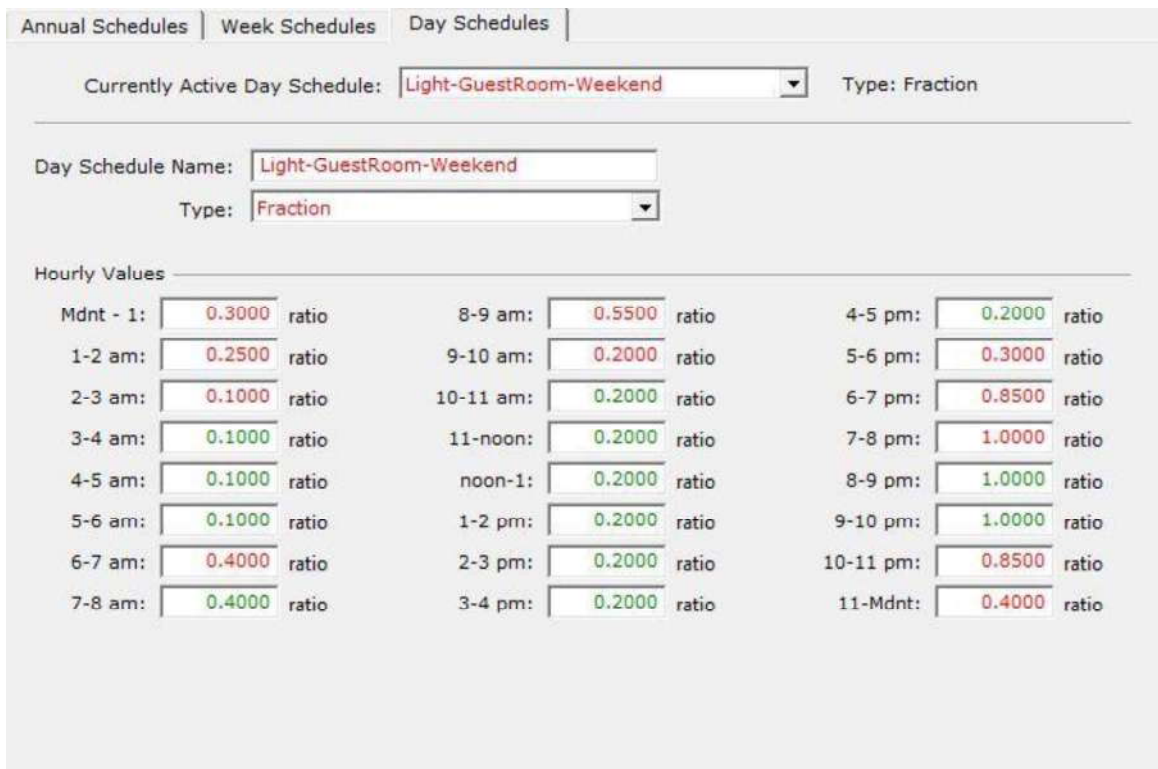 Annual Schedules Week Schedules Day Schedules
Currently Active Day Schedule: Light-GuestRoom-Weekend Type: Fraction
Day Schedule Name: Light-GuestRoom-Weekend
Type: Fraction
Hourly Values
Mdnt - 1: 0.3000 ratio 8-9 am: 0.5500 ratio 4-5 pm: 0.2000 ratio
1-2 am: 0.2500 ratio 9-10 am: 0.2000 ratio 5-6 pm: 0.3000 ratio
2-3 am: 0.1000 ratio 10-11 am: 0.2000 ratio 6-7 pm: 0.8500 ratio
3-4 am: 0.1000 ratio 11-noon: 0.2000 ratio 7-8 pm: 1.0000 ratio
4-5 am: 0.1000 ratio noon-1: 0.2000 ratio 8-9 pm: 1.0000 ratio
5-6 am: 0.1000 ratio 1-2 pm: 0.2000 ratio 9-10 pm: 1.0000 ratio
6-7 am: 0.4000 ratio 2-3 pm: 0.2000 ratio 10-11 pm: 0.8500 ratio
7-8 am: 0.4000 ratio 3-4 pm: 0.2000 ratio 11-Mdnt: 0.4000 ratio